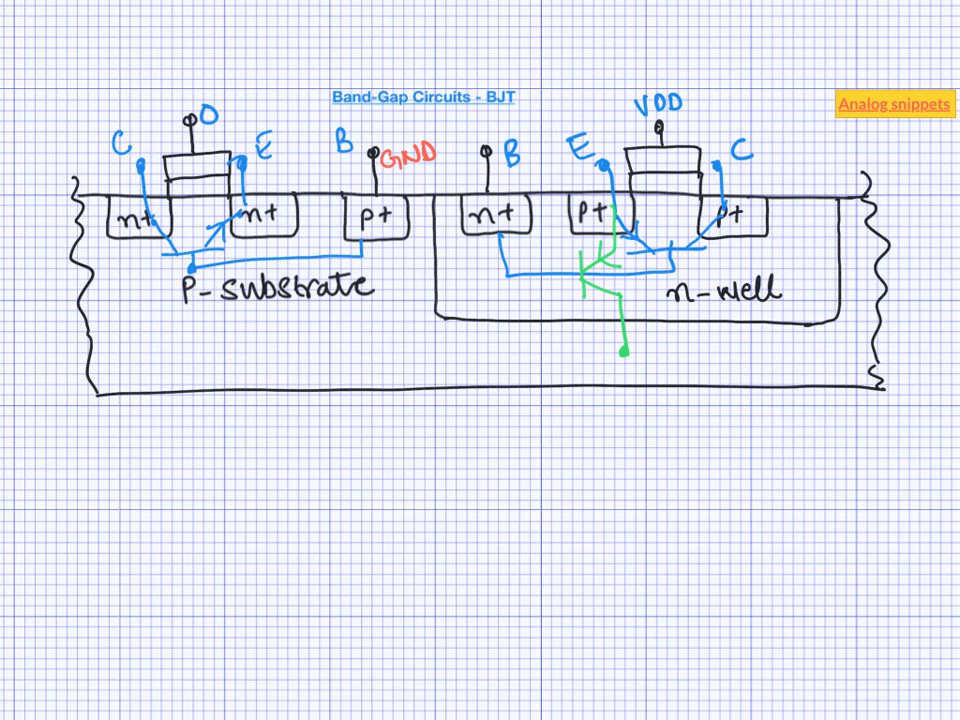 Band-Gap Circuits - BJT
Analog snippets
C
O
E
B
GND
B
E
VDD
C
n+
n+
p+
n+
p+
p+
P-substrate
n-well